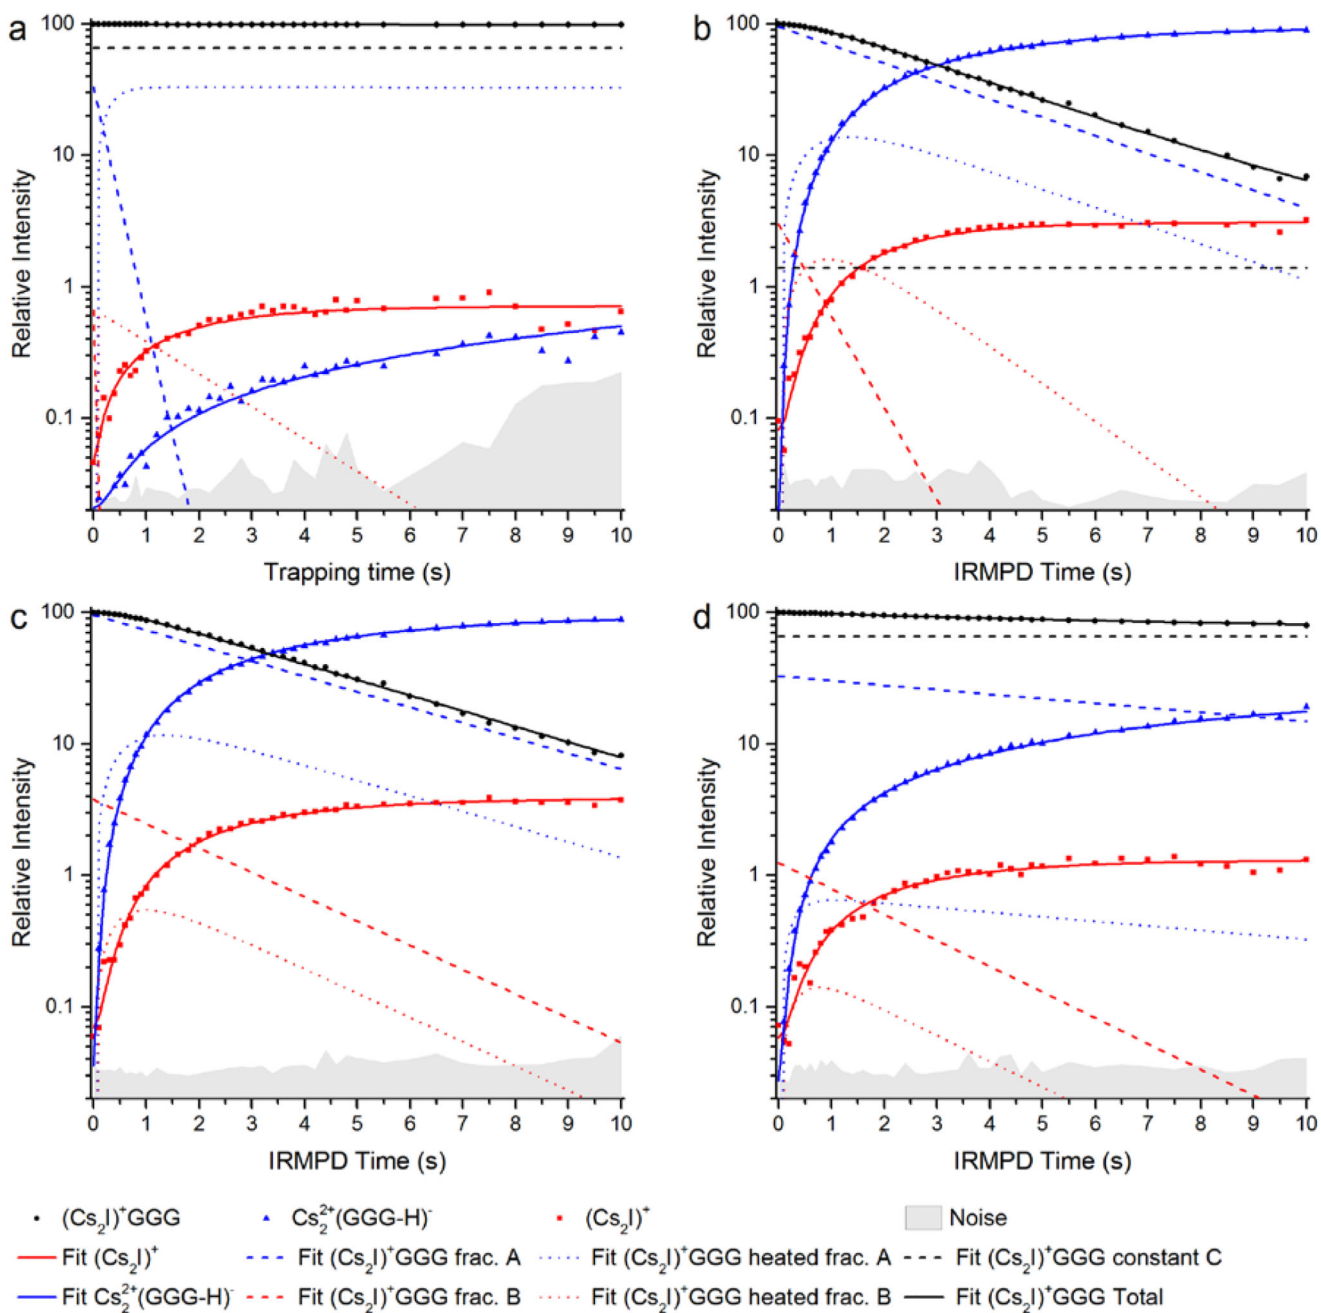 a
100
10
1
0.1
Relative Intensity
0 1 2 3 4 5 6 7 8 9 10
Trapping time (s)
b
100
10
1
0.1
Relative Intensity
0 1 2 3 4 5 6 7 8 9 10
IRMPD Time (s)
c
100
10
1
0.1
Relative Intensity
0 1 2 3 4 5 6 7 8 9 10
IRMPD Time (s)
d
100
10
1
0.1
Relative Intensity
0 1 2 3 4 5 6 7 8 9 10
IRMPD Time (s)
(Cs₂I)⁺GGG Cs₂²⁺(GGG-H)⁻ (Cs₂I)⁺ Noise
Fit (Cs₂I)⁺ Fit (Cs₂I)⁺GGG frac. A Fit (Cs₂I)⁺GGG heated frac. A Fit (Cs₂I)⁺GGG constant C
Fit Cs₂²⁺(GGG-H)⁻ Fit (Cs₂I)⁺GGG frac. B Fit (Cs₂I)⁺GGG heated frac. B Fit (Cs₂I)⁺GGG Total